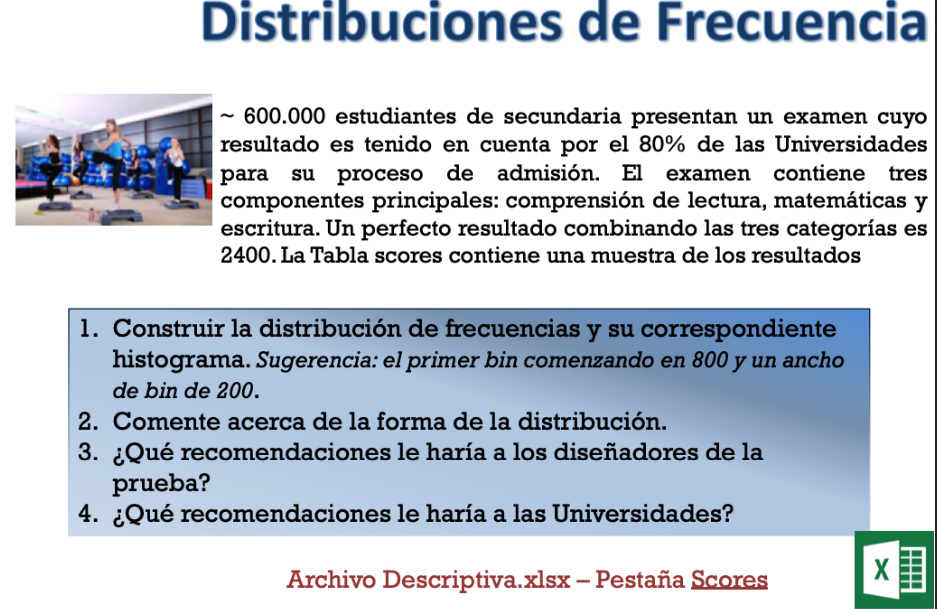 Distribuciones de Frecuencia
~ 600.000 estudiantes de secundaria presentan un examen cuyo
resultado es tenido en cuenta por el 80% de las Universidades
para su proceso de admisión. El examen contiene tres
componentes principales: comprensión de lectura, matemáticas y
escritura. Un perfecto resultado combinando las tres categorías es
2400. La Tabla scores contiene una muestra de los resultados
1. Construir la distribución de frecuencias y su correspondiente
histograma. Sugerencia: el primer bin comenzando en 800 y un ancho
de bin de 200.
2. Comente acerca de la forma de la distribución.
3. ¿Qué recomendaciones le haría a los diseñadores de la
prueba?
4. ¿Qué recomendaciones le haría a las Universidades?
Archivo Descriptiva.xlsx – Pestaña Scores
X